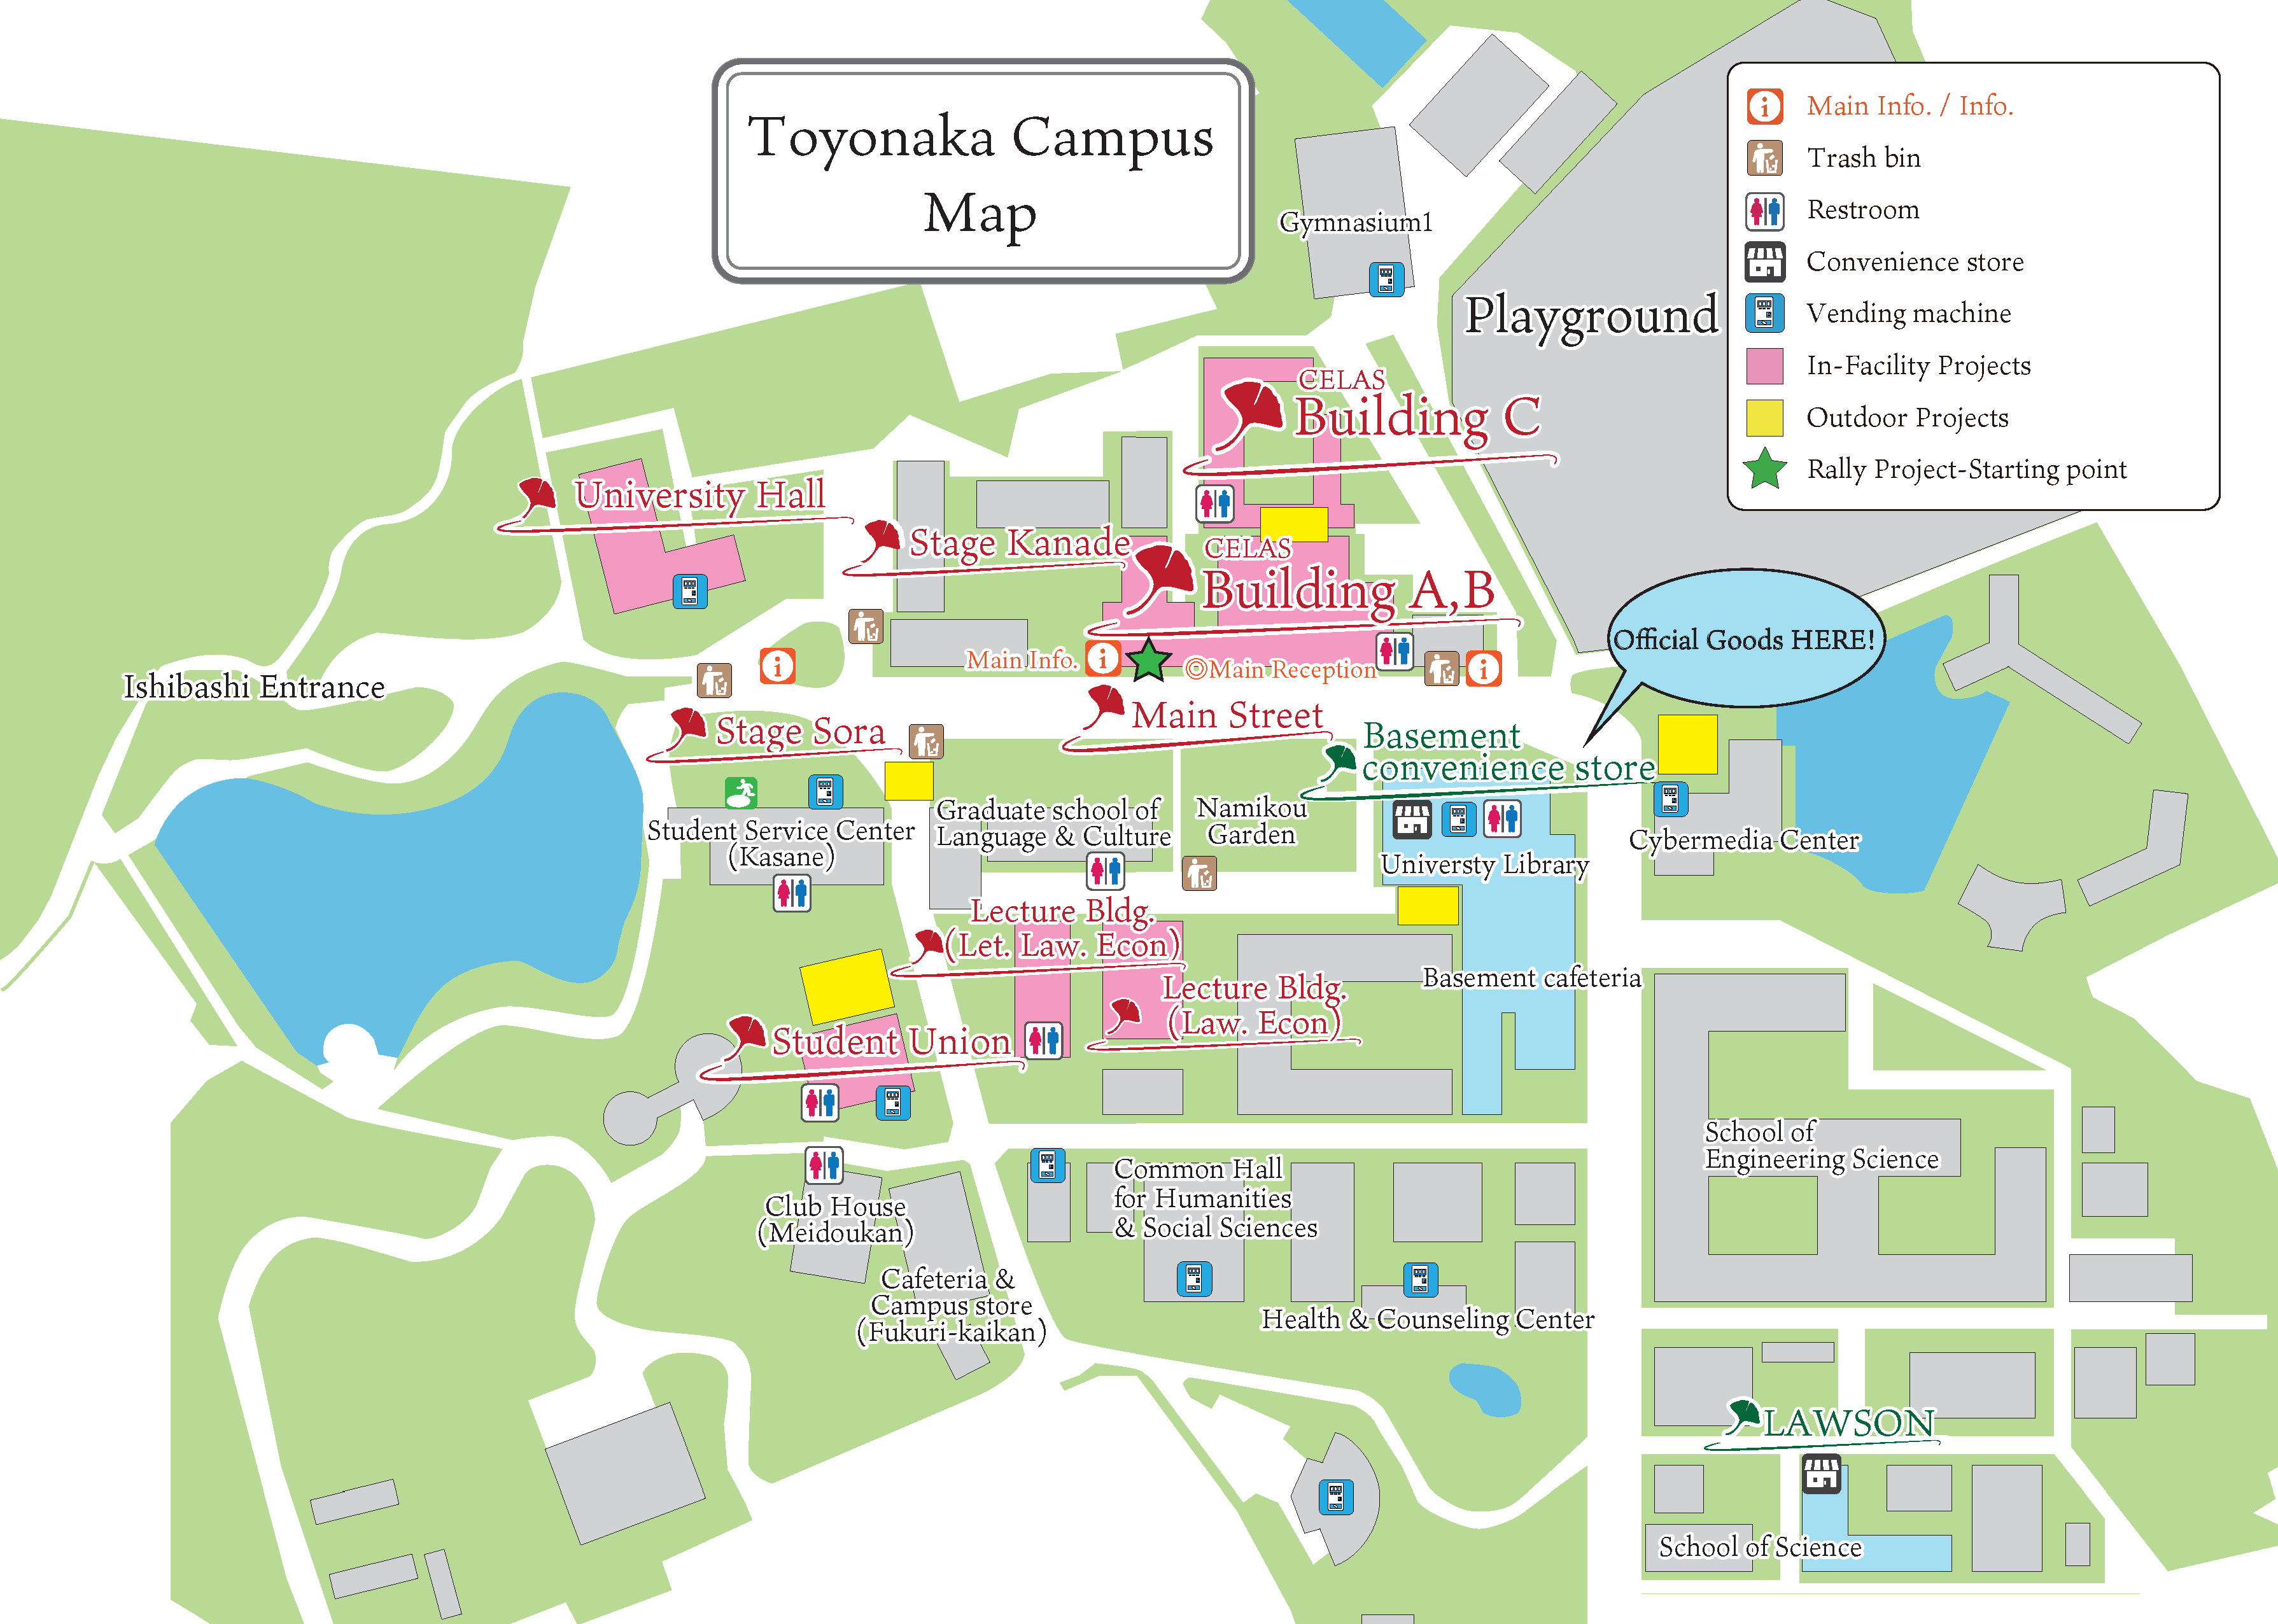 Toyonaka Campus
Map
Main Info. / Info.
Trash bin
Restroom
Convenience store
Vending machine
In-Facility Projects
Outdoor Projects
Rally Project-Starting point
Gymnasium1
Playground
CELAS
Building C
University Hall
Stage Kanade
CELAS
Building A,B
Official Goods HERE!
Main Info.
◎Main Reception
Ishibashi Entrance
Main Street
Stage Sora
Basement
convenience store
Student Service Center
(Kasane)
Graduate school of
Language & Culture
Namikou
Garden
Universty Library
Cybermedia Center
Lecture Bldg.
(Let. Law. Econ)
Basement cafeteria
Lecture Bldg.
(Law. Econ)
Student Union
School of
Engineering Science
Common Hall
for Humanities
& Social Sciences
Club House
(Meidoukan)
Cafeteria &
Campus store
(Fukuri-kaikan)
Health & Counseling Center
LAWSON
School of Science